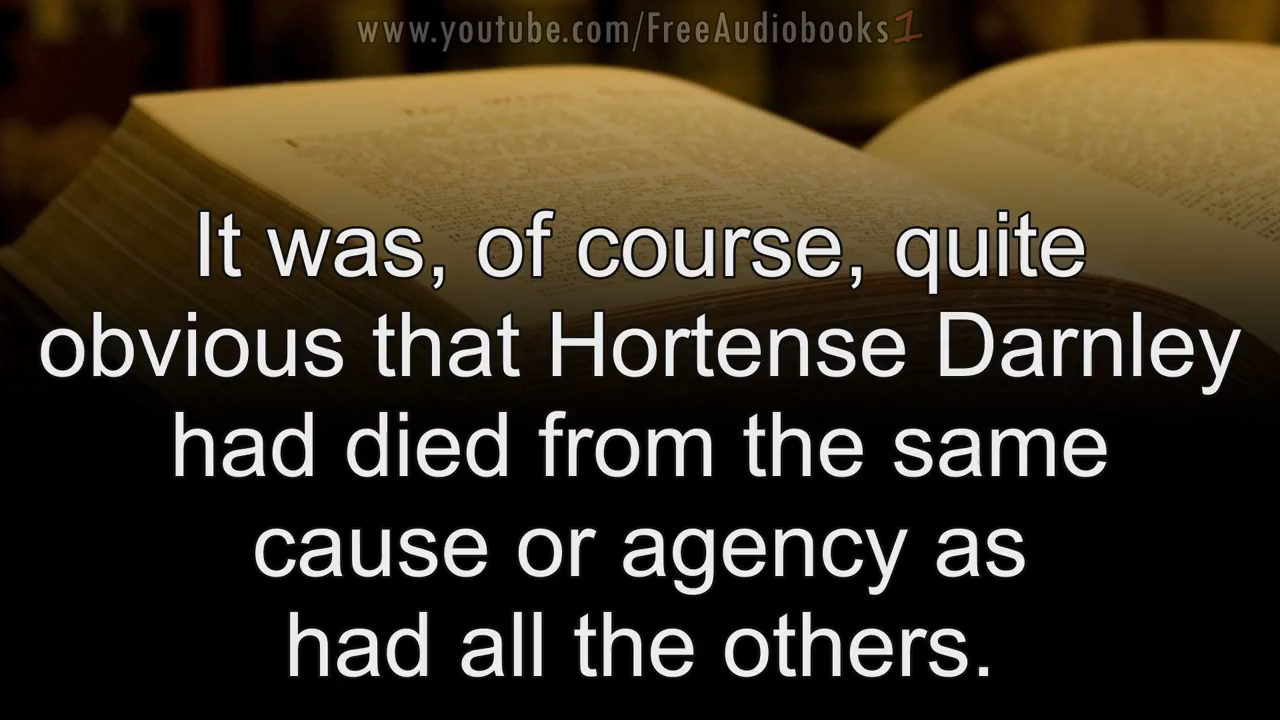 www.youtube.com/FreeAudiobooks1
It was, of course, quite
obvious that Hortense Darnley
had died from the same
cause or agency as
had all the others.